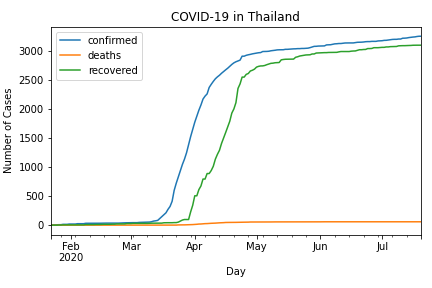 COVID-19 in Thailand
confirmed
deaths
recovered
Number of Cases
3000
2500
2000
1500
1000
500
0
Feb
2020
Mar
Apr
May
Jun
Jul
Day